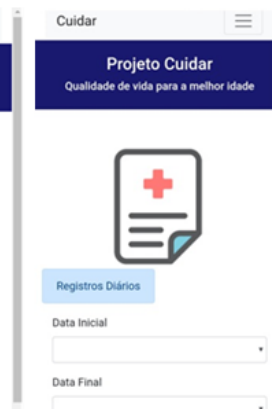 Cuidar
Projeto Cuidar
Qualidade de vida para a melhor idade
Registros Diários
Data Inicial
Data Final